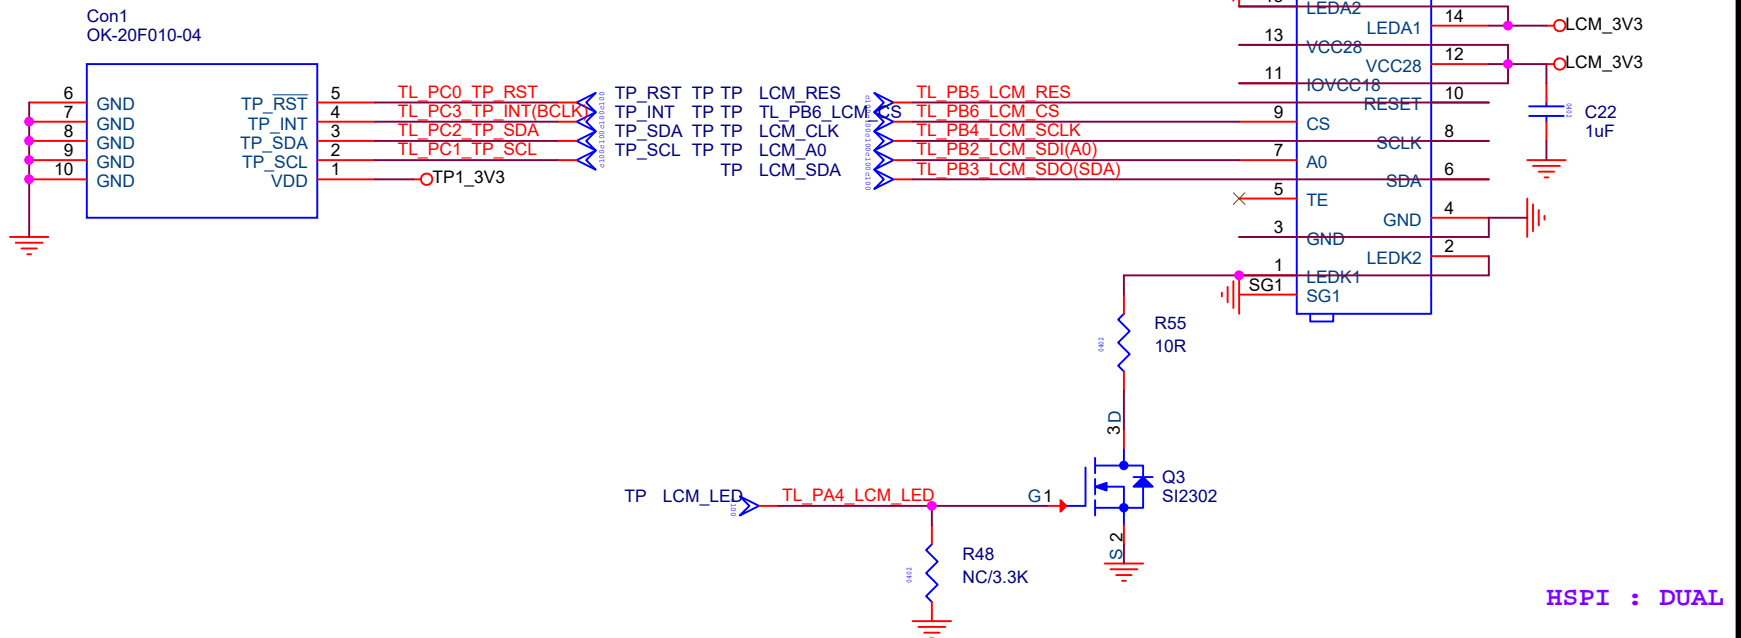 Con1
OK-20F010-04
6 GND
7 GND
8 GND
9 GND
10 GND
TP_RST 5 TL_PC0_TP_RST
TP_INT 4 TL_PC3_TP_INT(BCLK)
TP_SDA 3 TL_PC2_TP_SDA
TP_SCL 2 TL_PC1_TP_SCL
VDD 1 TP1_3V3
TP_RST TP TP LCM_RES
TP_INT TP TP TL_PB6_LCM_CS
TP_SDA TP TP LCM_CLK
TP_SCL TP TP LCM_A0
TP LCM_SDA
TL_PB5_LCM_RES
TL_PB6_LCM_CS
TL_PB4_LCM_SCLK
TL_PB2_LCM_SDI(A0)
TL_PB3_LCM_SDO(SDA)
LEDA2
LEDA1 14 LCM_3V3
13 VCC28
VCC28 12 LCM_3V3
11 IOVCC18
RESET 10
9 CS
SCLK 8
7 A0
SDA 6
5 TE
GND 4
3 GND
LEDK2 2
1 LEDK1
SG1 SG1
C22
1uF
0402
R55
10R
0402
3 D
Q3
SI2302
G 1
S 2
TP LCM_LED TL_PA4_LCM_LED
R48
NC/3.3K
0402
HSPI : DUAL